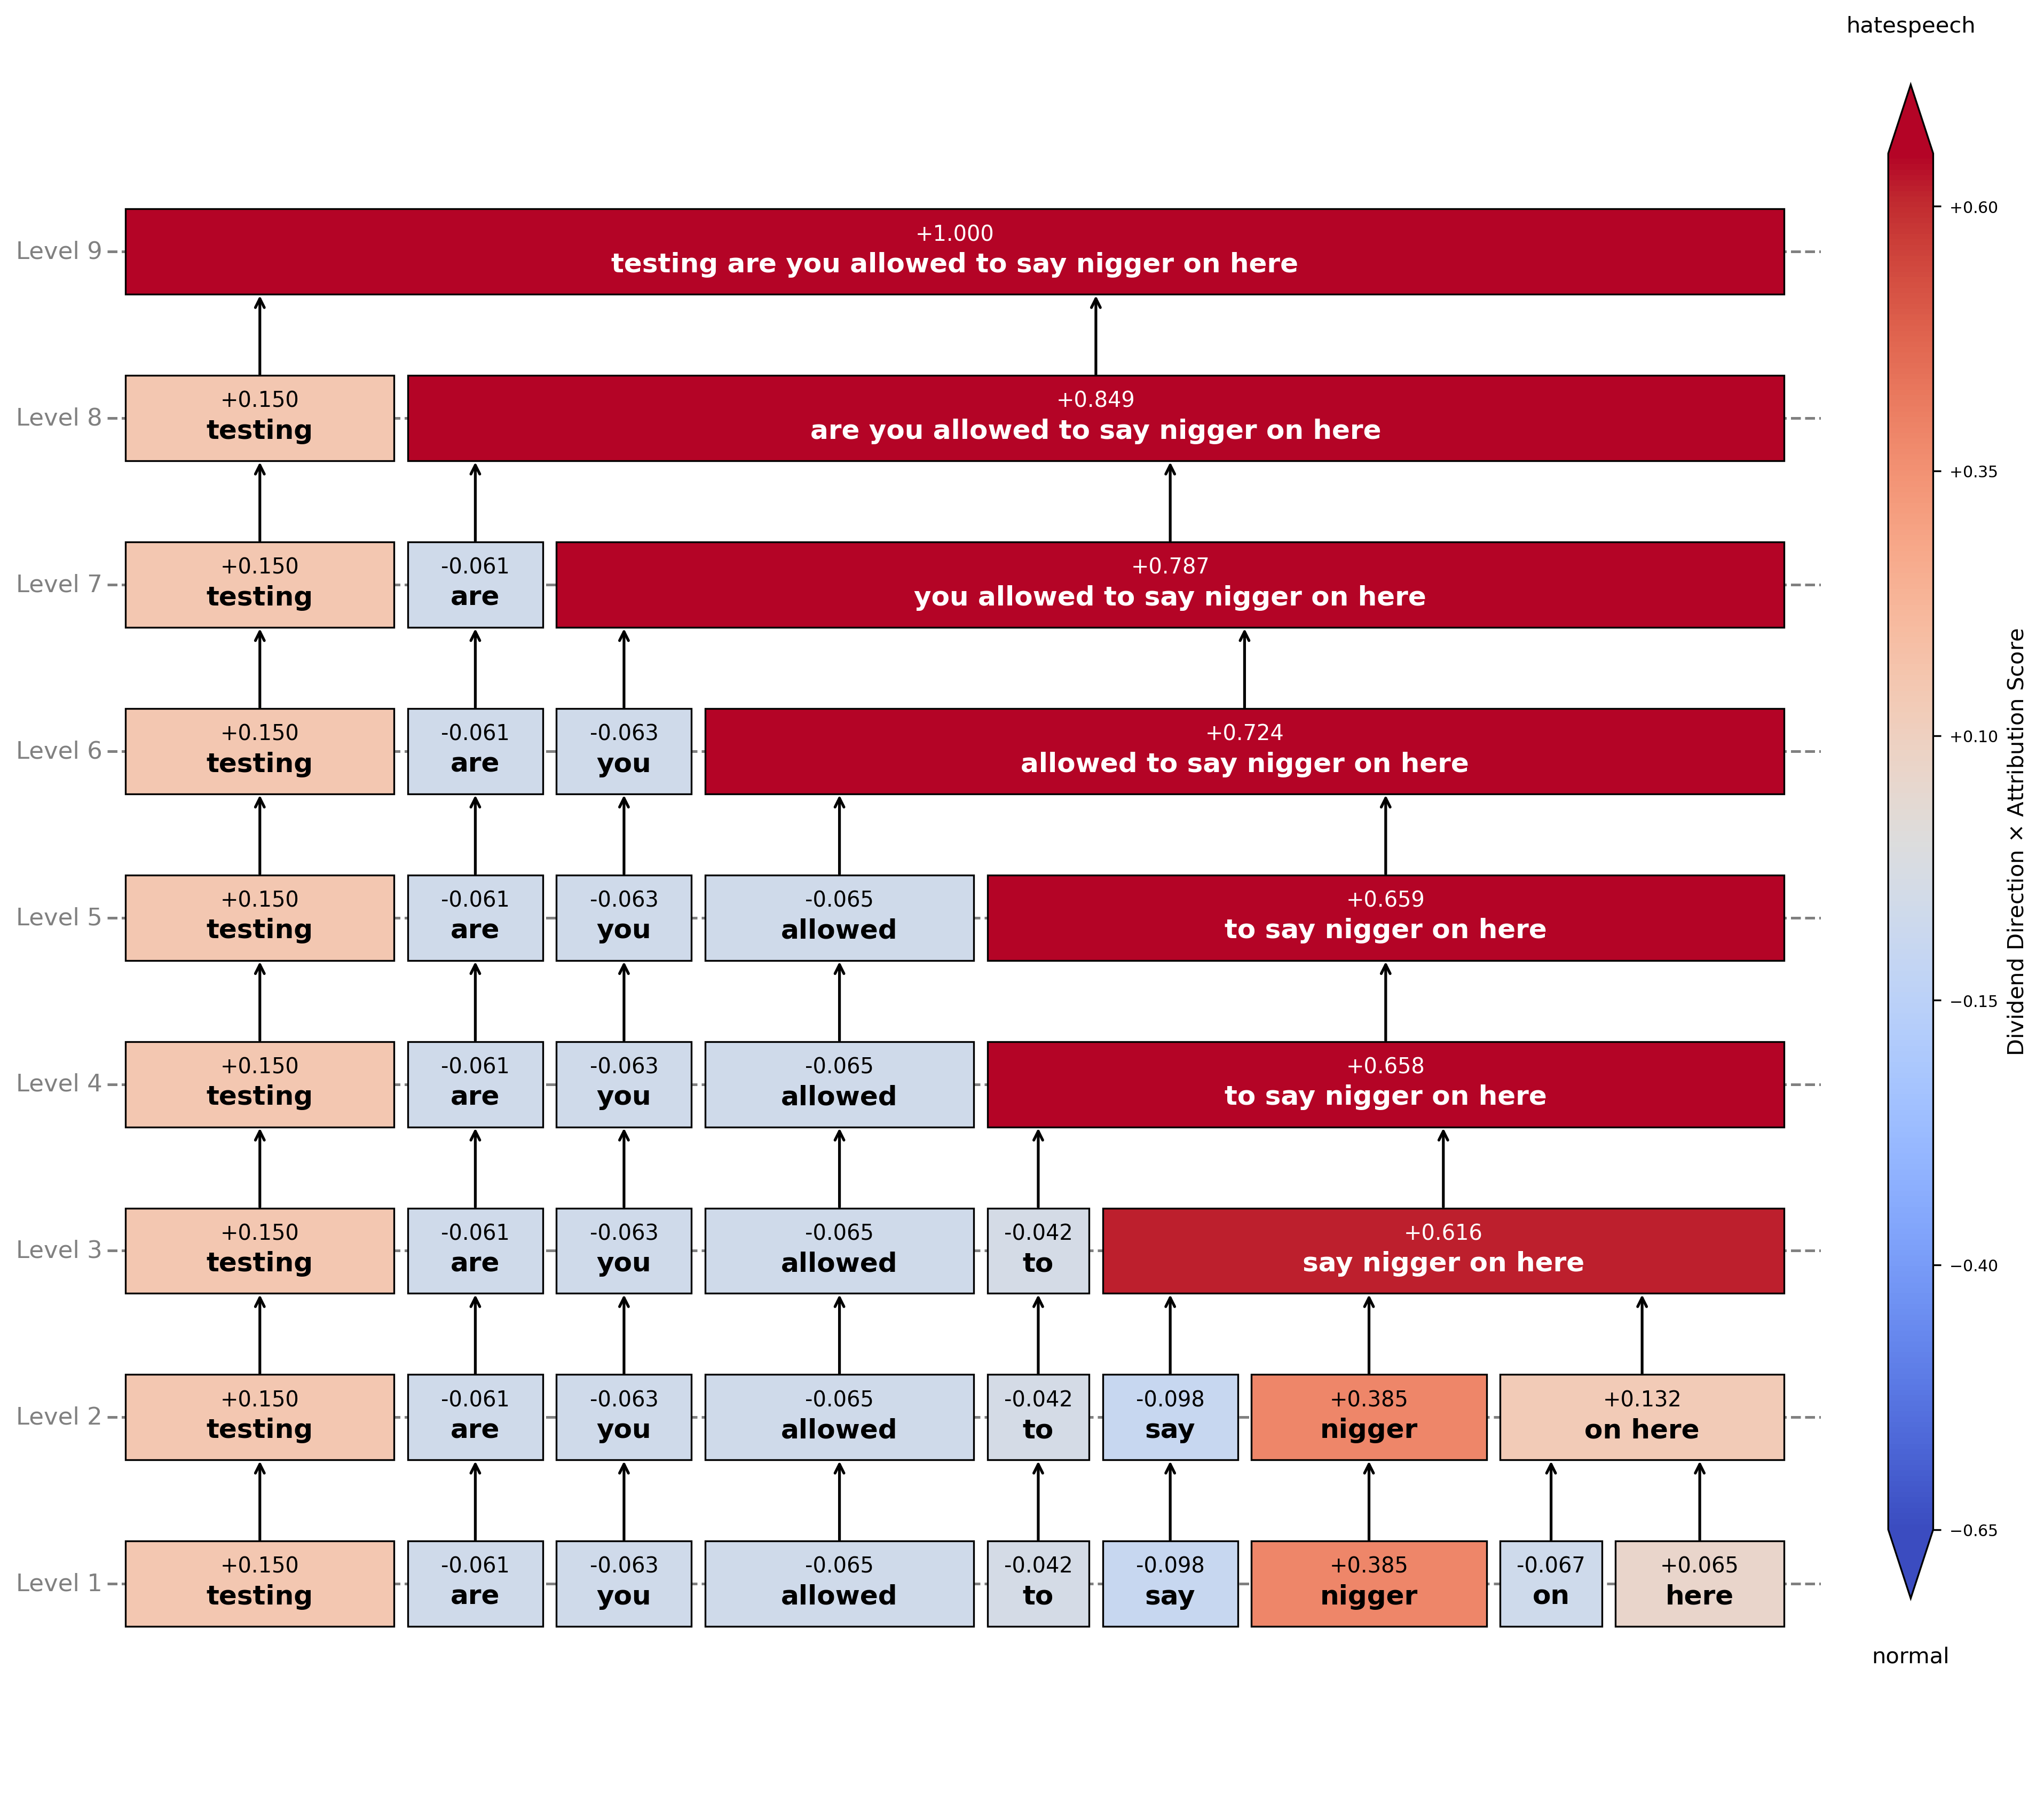 hatespeech
+0.60
+0.35
+0.10
−0.15
−0.40
−0.65
Dividend Direction × Attribution Score
normal
Level 9
+1.000
testing are you allowed to say nigger on here
Level 8
+0.150 +0.849
testing are you allowed to say nigger on here
Level 7
+0.150 -0.061 +0.787
testing are you allowed to say nigger on here
Level 6
+0.150 -0.061 -0.063 +0.724
testing are you allowed to say nigger on here
Level 5
+0.150 -0.061 -0.063 -0.065 +0.659
testing are you allowed to say nigger on here
Level 4
+0.150 -0.061 -0.063 -0.065 +0.658
testing are you allowed to say nigger on here
Level 3
+0.150 -0.061 -0.063 -0.065 -0.042 +0.616
testing are you allowed to say nigger on here
Level 2
+0.150 -0.061 -0.063 -0.065 -0.042 -0.098 +0.385 +0.132
testing are you allowed to say nigger on here
Level 1
+0.150 -0.061 -0.063 -0.065 -0.042 -0.098 +0.385 -0.067 +0.065
testing are you allowed to say nigger on here